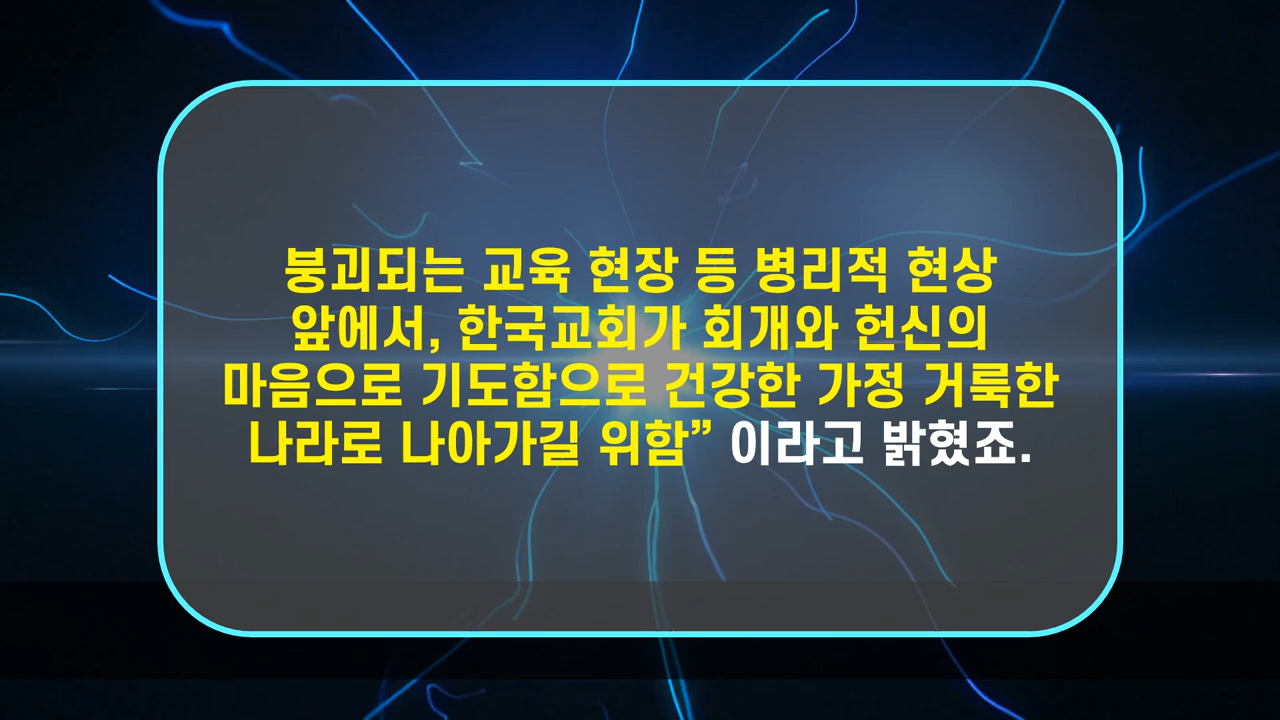 붕괴되는 교육 현장 등 병리적 현상
앞에서, 한국교회가 회개와 헌신의
마음으로 기도함으로 건강한 가정 거룩한
나라로 나아가길 위함” 이라고 밝혔죠.